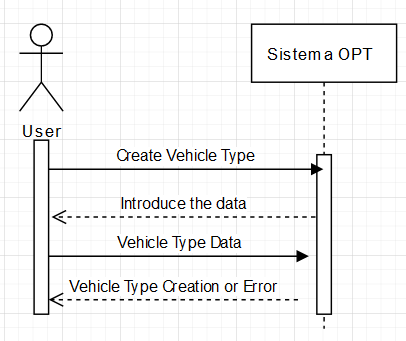 Sistema OPT
User
Create Vehicle Type
Introduce the data
Vehicle Type Data
Vehicle Type Creation or Error